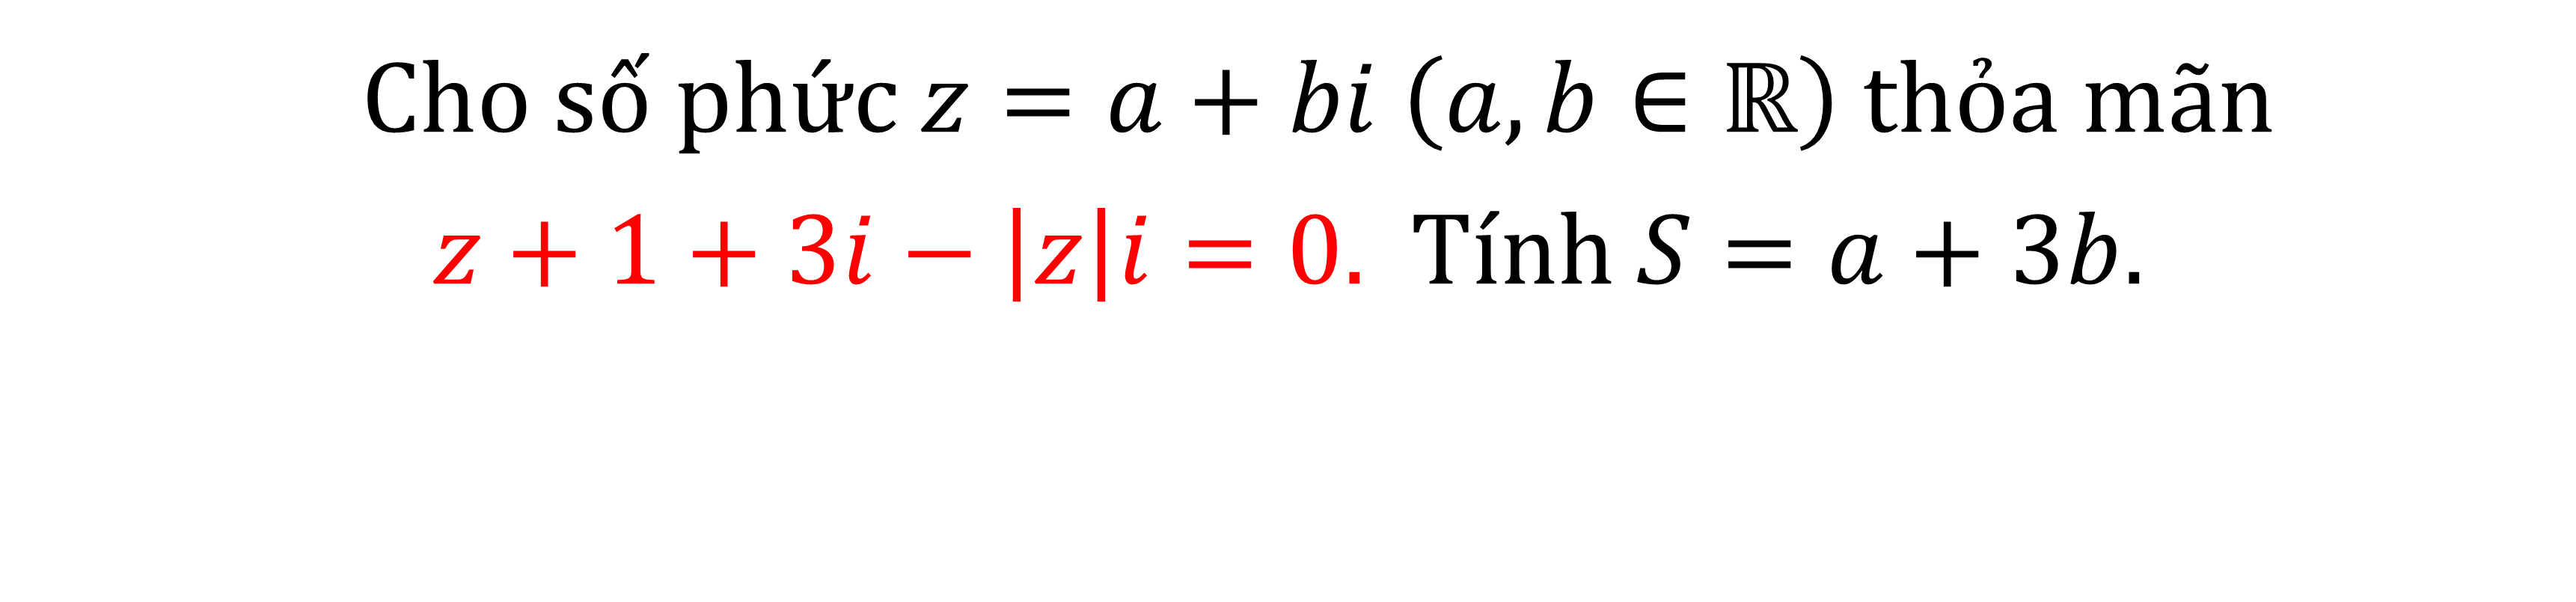 Cho số phức z = a + bi (a, b ∈ ℝ) thỏa mãn
z + 1 + 3i − |z|i = 0. Tính S = a + 3b.